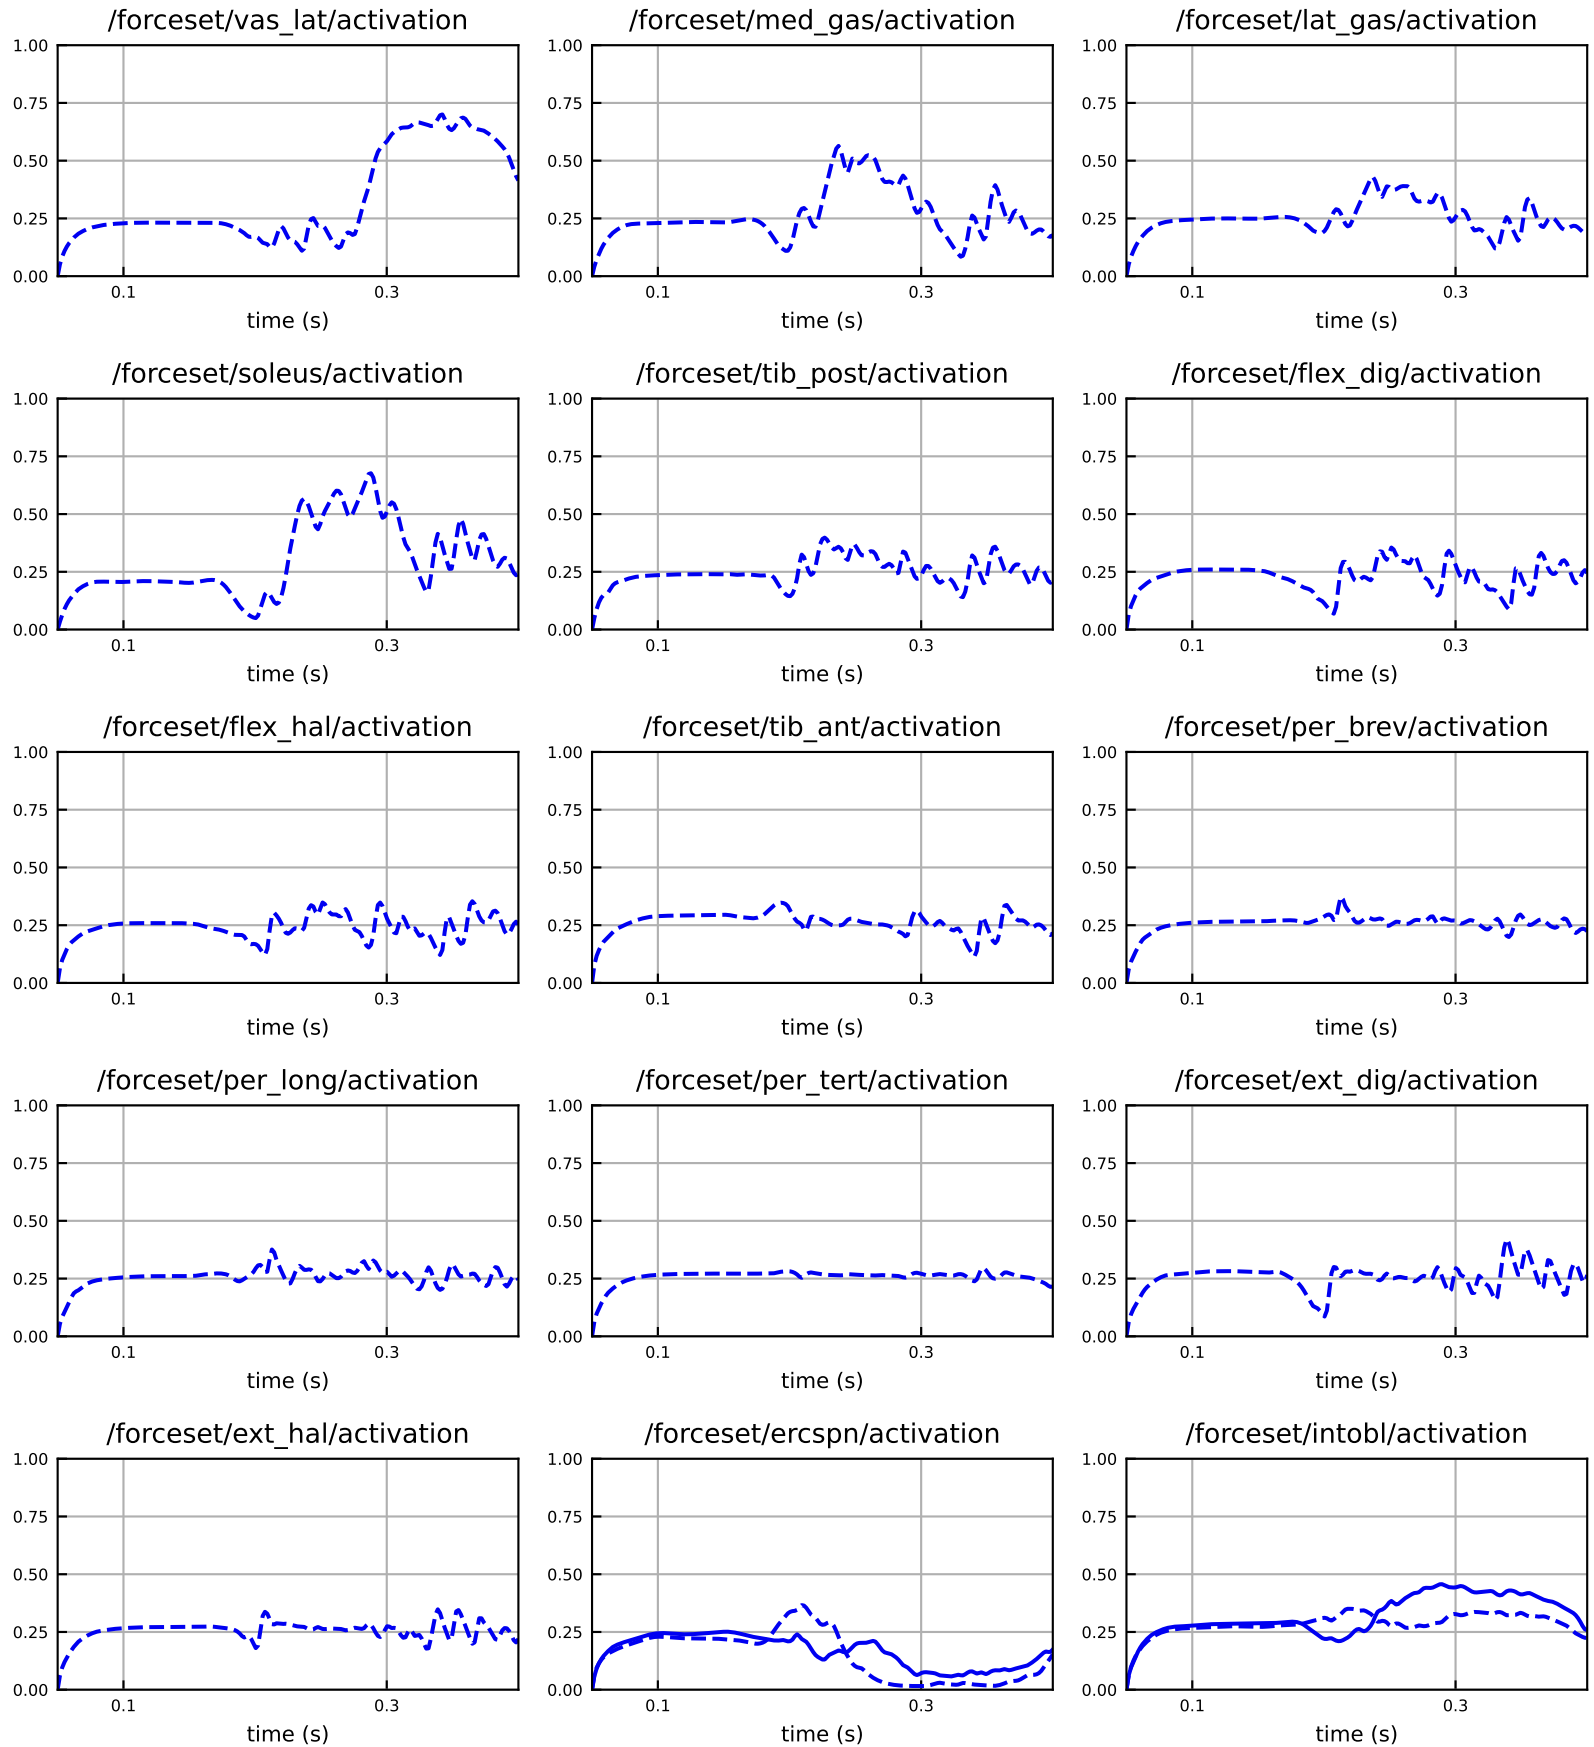 /forceset/vas_lat/activation /forceset/med_gas/activation /forceset/lat_gas/activation
1.00 1.00 1.00
0.75 0.75 0.75
0.50 0.50 0.50
0.25 0.25 0.25
0.00 0.00 0.00
0.1 0.3 0.1 0.3 0.1 0.3
time (s) time (s) time (s)
/forceset/soleus/activation /forceset/tib_post/activation /forceset/flex_dig/activation
1.00 1.00 1.00
0.75 0.75 0.75
0.50 0.50 0.50
0.25 0.25 0.25
0.00 0.00 0.00
0.1 0.3 0.1 0.3 0.1 0.3
time (s) time (s) time (s)
/forceset/flex_hal/activation /forceset/tib_ant/activation /forceset/per_brev/activation
1.00 1.00 1.00
0.75 0.75 0.75
0.50 0.50 0.50
0.25 0.25 0.25
0.00 0.00 0.00
0.1 0.3 0.1 0.3 0.1 0.3
time (s) time (s) time (s)
/forceset/per_long/activation /forceset/per_tert/activation /forceset/ext_dig/activation
1.00 1.00 1.00
0.75 0.75 0.75
0.50 0.50 0.50
0.25 0.25 0.25
0.00 0.00 0.00
0.1 0.3 0.1 0.3 0.1 0.3
time (s) time (s) time (s)
/forceset/ext_hal/activation /forceset/ercspn/activation /forceset/intobl/activation
1.00 1.00 1.00
0.75 0.75 0.75
0.50 0.50 0.50
0.25 0.25 0.25
0.00 0.00 0.00
0.1 0.3 0.1 0.3 0.1 0.3
time (s) time (s) time (s)